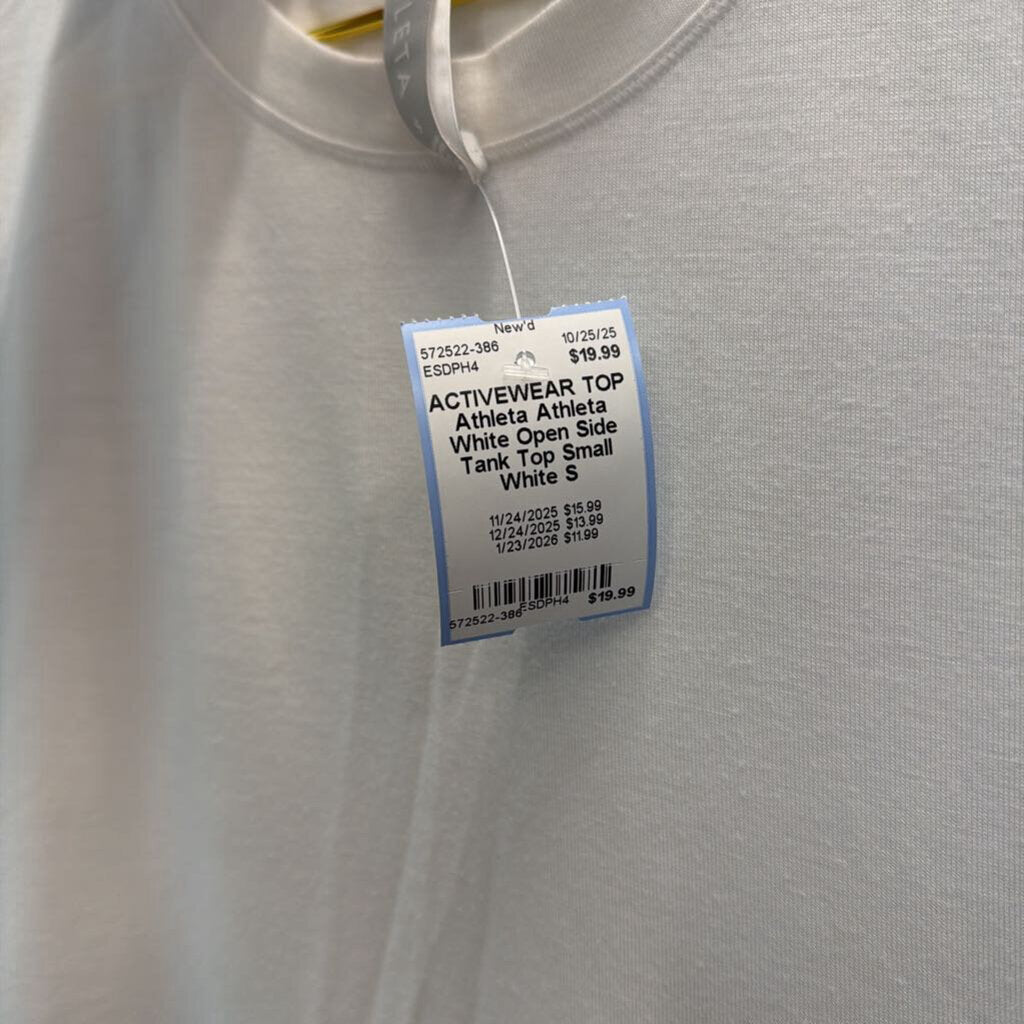 LETA
New'd
572522-386 10/25/25
ESDPH4 $19.99
ACTIVEWEAR TOP
Athleta Athleta
White Open Side
Tank Top Small
White S
11/24/2025 $15.99
12/24/2025 $13.99
1/23/2026 $11.99
572522-386 ESDPH4 $19.99